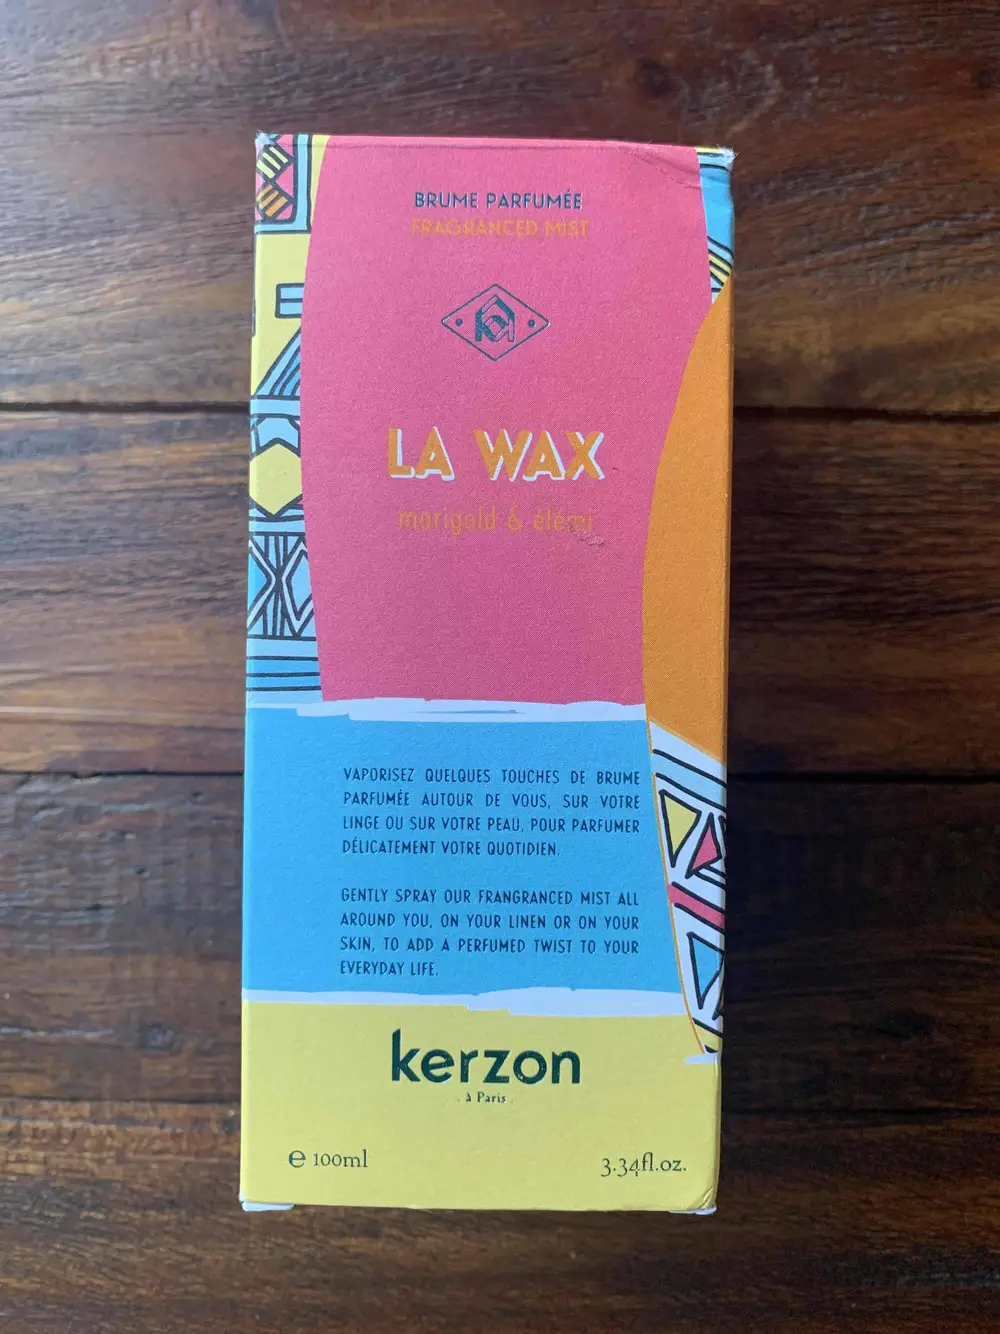 BRUME PARFUMÉE
FRAGRANCED MIST
LA WAX
marigold & élémi
VAPORISEZ QUELQUES TOUCHES DE BRUME
PARFUMÉE AUTOUR DE VOUS, SUR VOTRE
LINGE OU SUR VOTRE PEAU, POUR PARFUMER
DÉLICATEMENT VOTRE QUOTIDIEN.
GENTLY SPRAY OUR FRANGRANCED MIST ALL
AROUND YOU, ON YOUR LINEN OR ON YOUR
SKIN, TO ADD A PERFUMED TWIST TO YOUR
EVERYDAY LIFE.
kerzon
. à Paris .
℮ 100ml
3.34fl.oz.